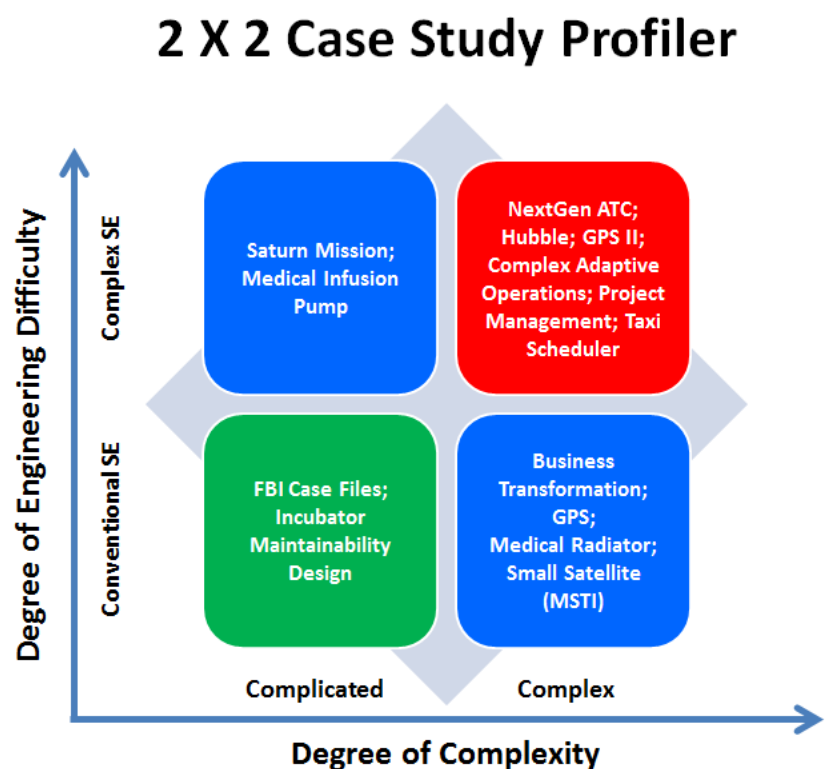 2 X 2 Case Study Profiler
Degree of Engineering Difficulty
Complex SE
Saturn Mission;
Medical Infusion
Pump
NextGen ATC;
Hubble; GPS II;
Complex Adaptive
Operations; Project
Management; Taxi
Scheduler
Conventional SE
FBI Case Files;
Incubator
Maintainability
Design
Business
Transformation;
GPS;
Medical Radiator;
Small Satellite
(MSTI)
Complicated
Complex
Degree of Complexity